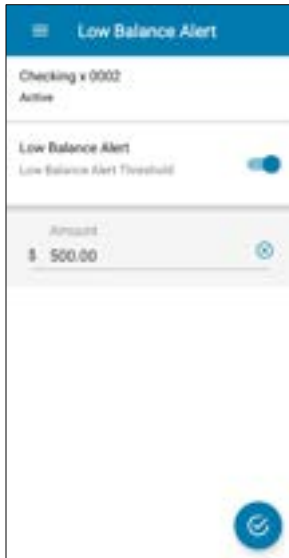 Low Balance Alert
Checking x 0002
Active
Low Balance Alert
Low Balance Alert Threshold
Amount
$ 500.00